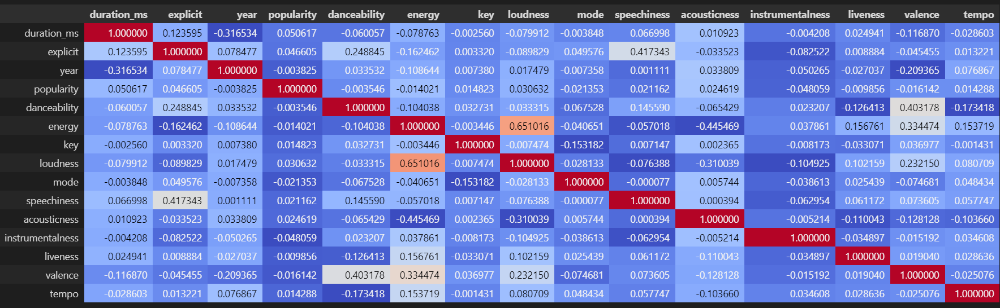 duration_ms explicit year popularity danceability energy key loudness mode speechiness acousticness instrumentalness liveness valence tempo
duration_ms 1.000000 0.123595 -0.316534 0.050617 -0.060057 -0.078763 -0.002560 -0.079912 -0.003848 0.066998 0.010923 -0.004208 0.024941 -0.116870 -0.028603
explicit 0.123595 1.000000 0.078477 0.046605 0.248845 -0.162462 0.003320 -0.089829 0.049576 0.417343 -0.033523 -0.082522 0.008884 -0.045455 0.013221
year -0.316534 0.078477 1.000000 -0.003825 0.033532 -0.108644 0.007380 0.017479 -0.007358 0.001111 0.033809 -0.050265 -0.027037 -0.209365 0.076867
popularity 0.050617 0.046605 -0.003825 1.000000 -0.003546 -0.014021 0.014823 0.030632 -0.021353 0.021162 0.024619 -0.048059 -0.009856 -0.016142 0.014288
danceability -0.060057 0.248845 0.033532 -0.003546 1.000000 -0.104038 0.032731 -0.033315 -0.067528 0.145590 -0.065429 0.023207 -0.126413 0.403178 -0.173418
energy -0.078763 -0.162462 -0.108644 -0.014021 -0.104038 1.000000 -0.003446 0.651016 -0.040651 -0.057018 -0.445469 0.037861 0.156761 0.334474 0.153719
key -0.002560 0.003320 0.007380 0.014823 0.032731 -0.003446 1.000000 -0.007474 -0.153182 0.007147 0.002365 -0.008173 -0.033071 0.036977 -0.001431
loudness -0.079912 -0.089829 0.017479 0.030632 -0.033315 0.651016 -0.007474 1.000000 -0.028133 -0.076388 -0.310039 -0.104925 0.102159 0.232150 0.080709
mode -0.003848 0.049576 -0.007358 -0.021353 -0.067528 -0.040651 -0.153182 -0.028133 1.000000 -0.000077 0.005744 -0.038613 0.025439 -0.074681 0.048434
speechiness 0.066998 0.417343 0.001111 0.021162 0.145590 -0.057018 0.007147 -0.076388 -0.000077 1.000000 0.000394 -0.062954 0.061172 0.073605 0.057747
acousticness 0.010923 -0.033523 0.033809 0.024619 -0.065429 -0.445469 0.002365 -0.310039 0.005744 0.000394 1.000000 -0.005214 -0.110043 -0.128128 -0.103660
instrumentalness -0.004208 -0.082522 -0.050265 -0.048059 0.023207 0.037861 -0.008173 -0.104925 -0.038613 -0.062954 -0.005214 1.000000 -0.034897 -0.015192 0.034608
liveness 0.024941 0.008884 -0.027037 -0.009856 -0.126413 0.156761 -0.033071 0.102159 0.025439 0.061172 -0.110043 -0.034897 1.000000 0.019040 0.028636
valence -0.116870 -0.045455 -0.209365 -0.016142 0.403178 0.334474 0.036977 0.232150 -0.074681 0.073605 -0.128128 -0.015192 0.019040 1.000000 -0.025076
tempo -0.028603 0.013221 0.076867 0.014288 -0.173418 0.153719 -0.001431 0.080709 0.048434 0.057747 -0.103660 0.034608 0.028636 -0.025076 1.000000